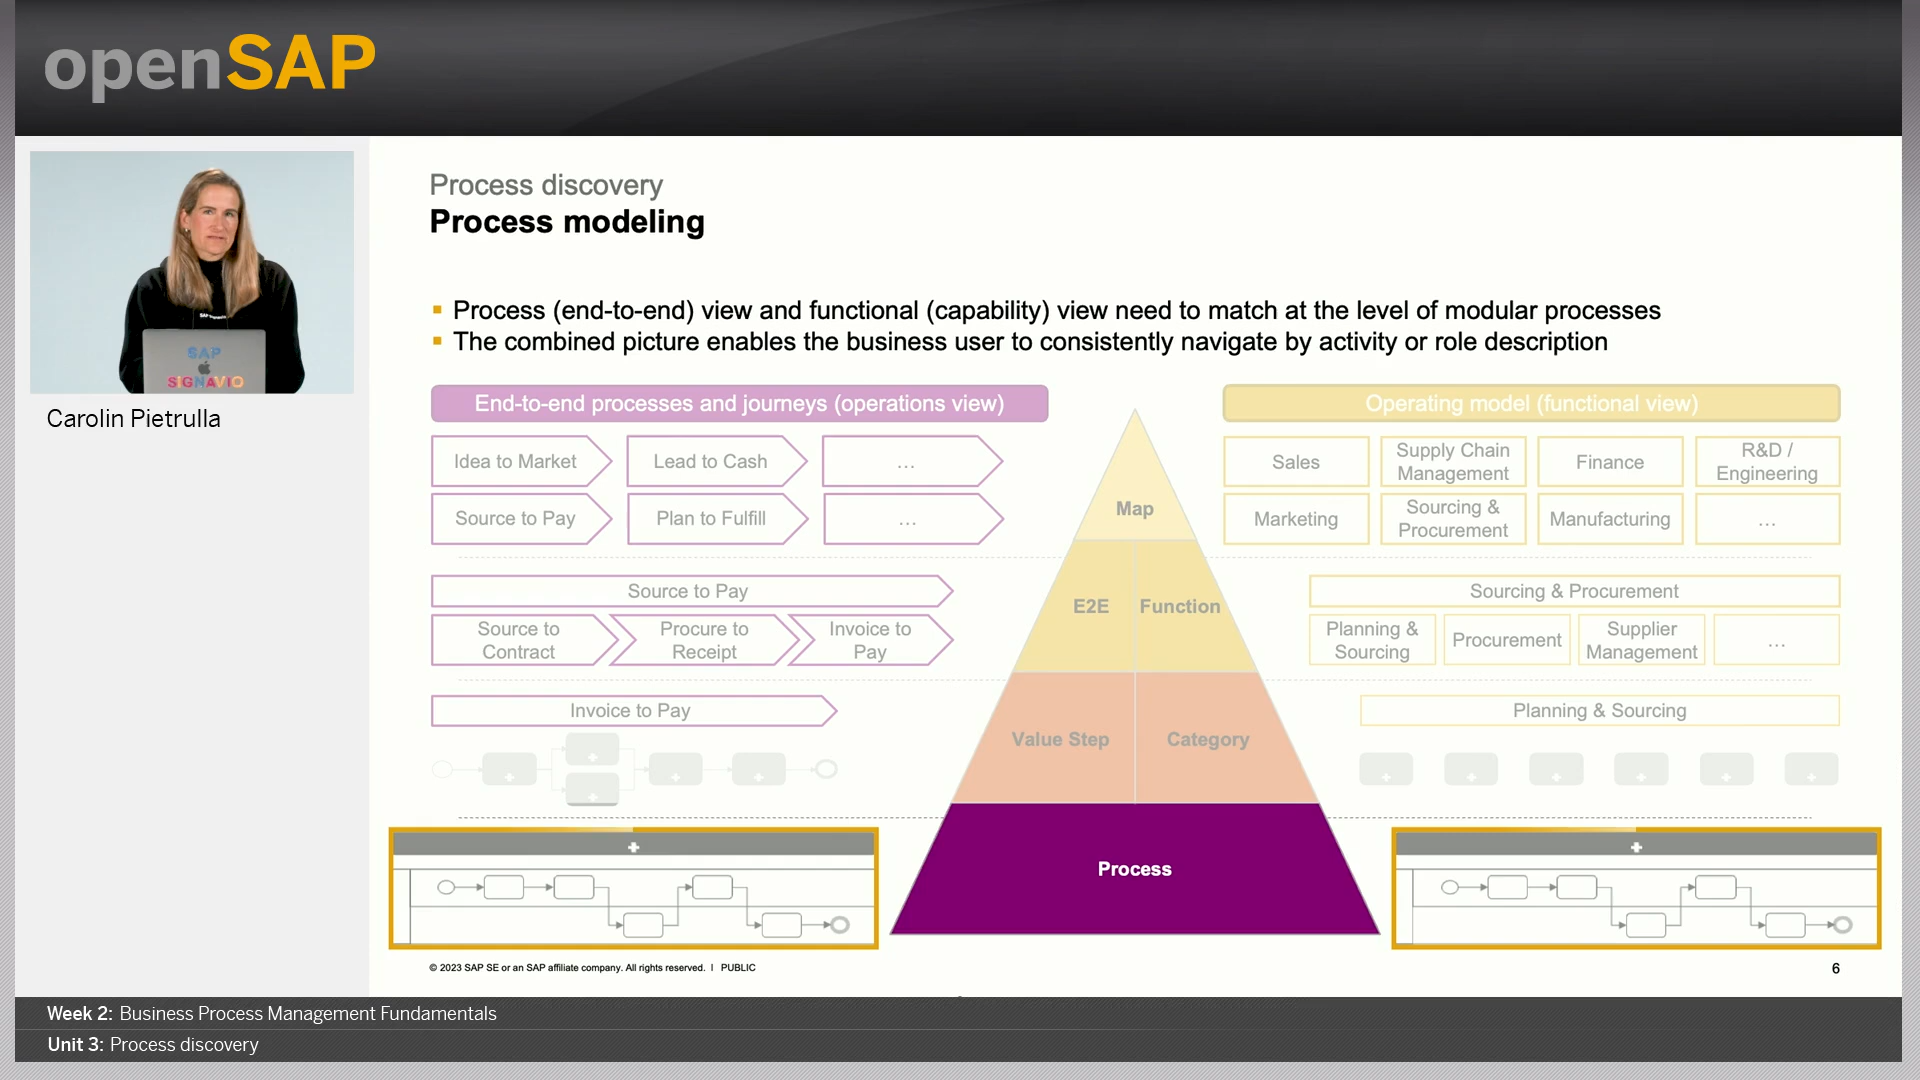 openSAP
SAP
SIGNAVIO
Carolin Pietrulla
Process discovery
Process modeling
Process (end-to-end) view and functional (capability) view need to match at the level of modular processes
The combined picture enables the business user to consistently navigate by activity or role description
End-to-end processes and journeys (operations view)
Idea to Market
Lead to Cash
...
Source to Pay
Plan to Fulfill
...
Source to Pay
Source to
Contract
Procure to
Receipt
Invoice to
Pay
Invoice to Pay
Map
E2E
Function
Value Step
Category
Process
Operating model (functional view)
Sales
Supply Chain
Management
Finance
R&D /
Engineering
Marketing
Sourcing &
Procurement
Manufacturing
...
Sourcing & Procurement
Planning &
Sourcing
Procurement
Supplier
Management
...
Planning & Sourcing
© 2023 SAP SE or an SAP affiliate company. All rights reserved. | PUBLIC
6
Week 2: Business Process Management Fundamentals
Unit 3: Process discovery